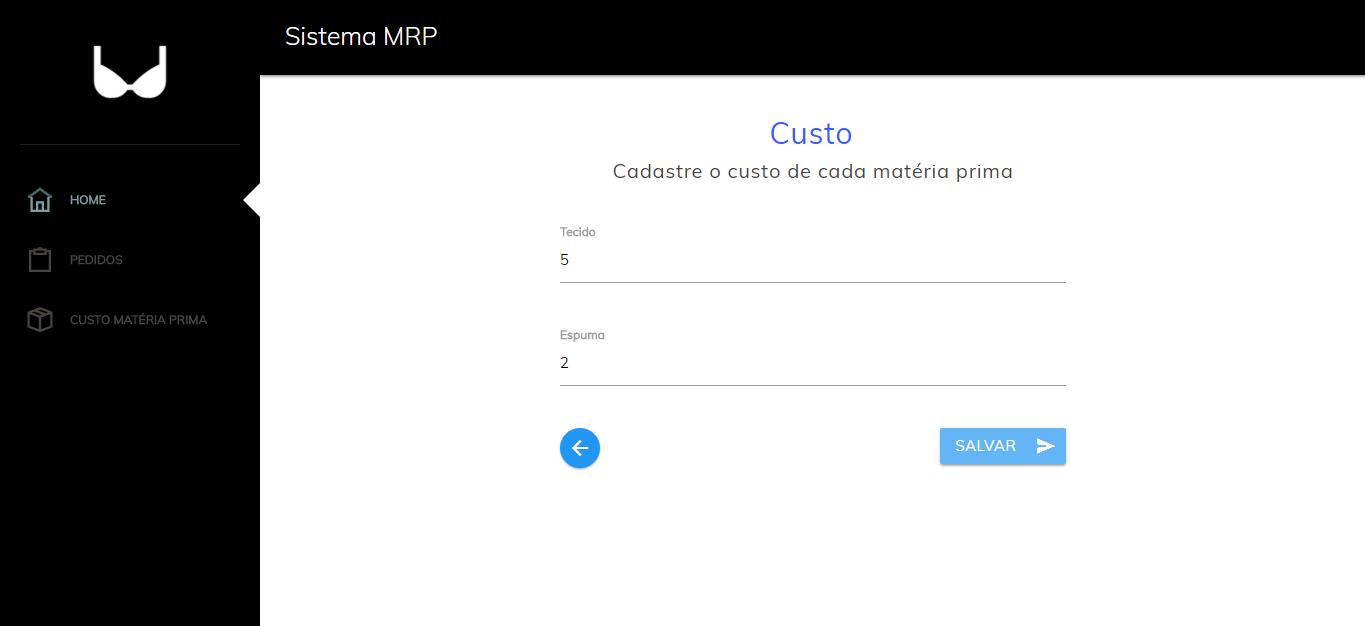 Sistema MRP
HOME
PEDIDOS
CUSTO MATÉRIA PRIMA
Custo
Cadastre o custo de cada matéria prima
Tecido
5
Espuma
2
SALVAR